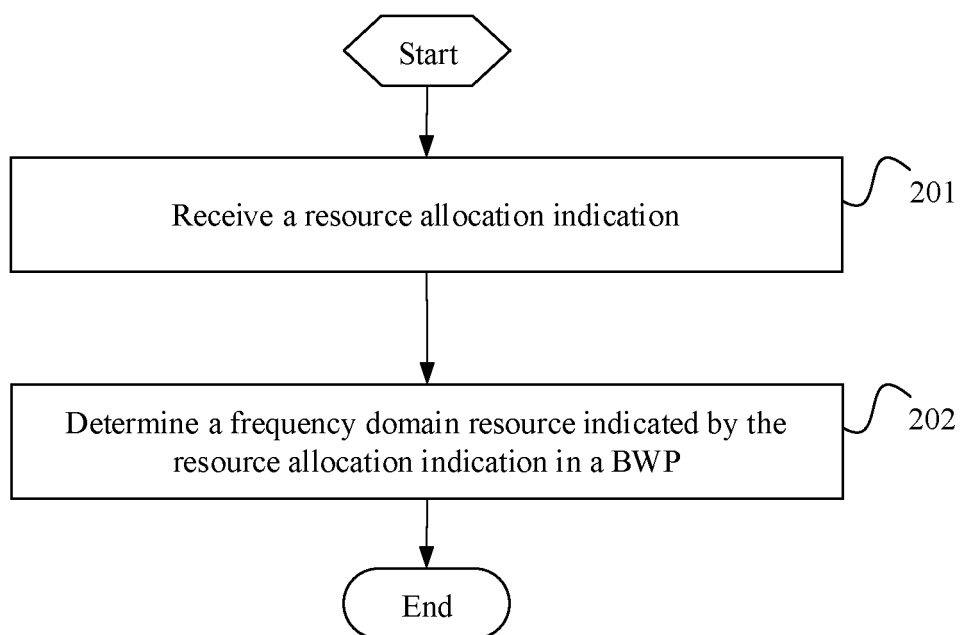 Start
Receive a resource allocation indication
201
Determine a frequency domain resource indicated by the
resource allocation indication in a BWP
202
End